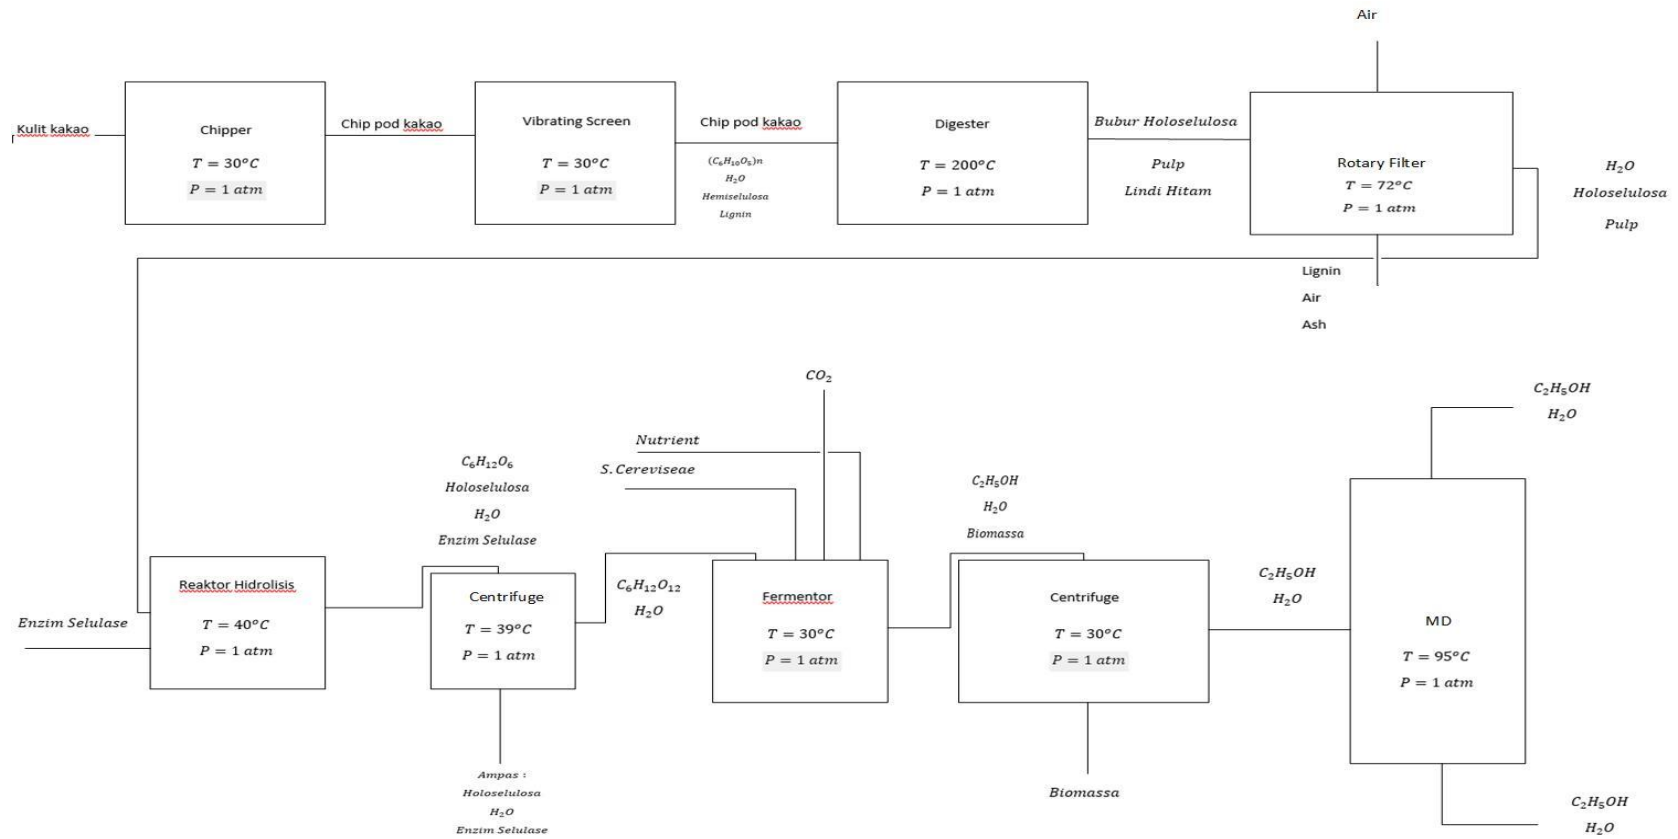 Air
Kulit kakao
Chipper
T = 30°C
P = 1 atm
Chip pod kakao
Vibrating Screen
T = 30°C
P = 1 atm
Chip pod kakao
(C₆H₁₀O₅)n
H₂O
Hemiselulosa
Lignin
Digester
T = 200°C
P = 1 atm
Bubur Holoselulosa
Pulp
Lindi Hitam
Rotary Filter
T = 72°C
P = 1 atm
H₂O
Holoselulosa
Pulp
Lignin
Air
Ash
Enzim Selulase
Reaktor Hidrolisis
T = 40°C
P = 1 atm
C₆H₁₂O₆
Holoselulosa
H₂O
Enzim Selulase
Centrifuge
T = 39°C
P = 1 atm
Ampas :
Holoselulosa
H₂O
Enzim Selulase
C₆H₁₂O₁₂
H₂O
Nutrient
S. Cereviseae
CO₂
Fermentor
T = 30°C
P = 1 atm
C₂H₅OH
H₂O
Biomassa
Centrifuge
T = 30°C
P = 1 atm
Biomassa
C₂H₅OH
H₂O
MD
T = 95°C
P = 1 atm
C₂H₅OH
H₂O
C₂H₅OH
H₂O